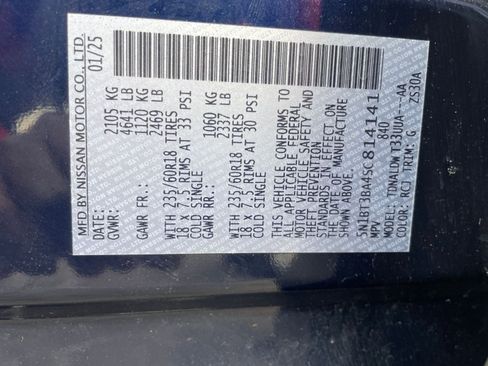 MFD BY NISSAN MOTOR CO., LTD.
DATE: 01/25
GVWR: 2105 KG
4641 LB
GAWR FR:: 1120 KG
2469 LB
WITH 235/60R18 TIRES
18 X 7.5 RIMS AT 33 PSI
COLD SINGLE
GAWR RR:: 1060 KG
2337 LB
WITH 235/60R18 TIRES
18 X 7.5 RIMS AT 30 PSI
COLD SINGLE
THIS VEHICLE CONFORMS TO
ALL APPLICABLE FEDERAL
MOTOR VEHICLE SAFETY AND
THEFT PREVENTION
STANDARDS IN EFFECT ON
THE DATE OF MANUFACTURE
SHOWN ABOVE.
5N1BT3BA4SC814141
MPV 840
MODEL: TDNALDW T33UUA---AA
COLOR: RCJ TRIM: G ZS30A